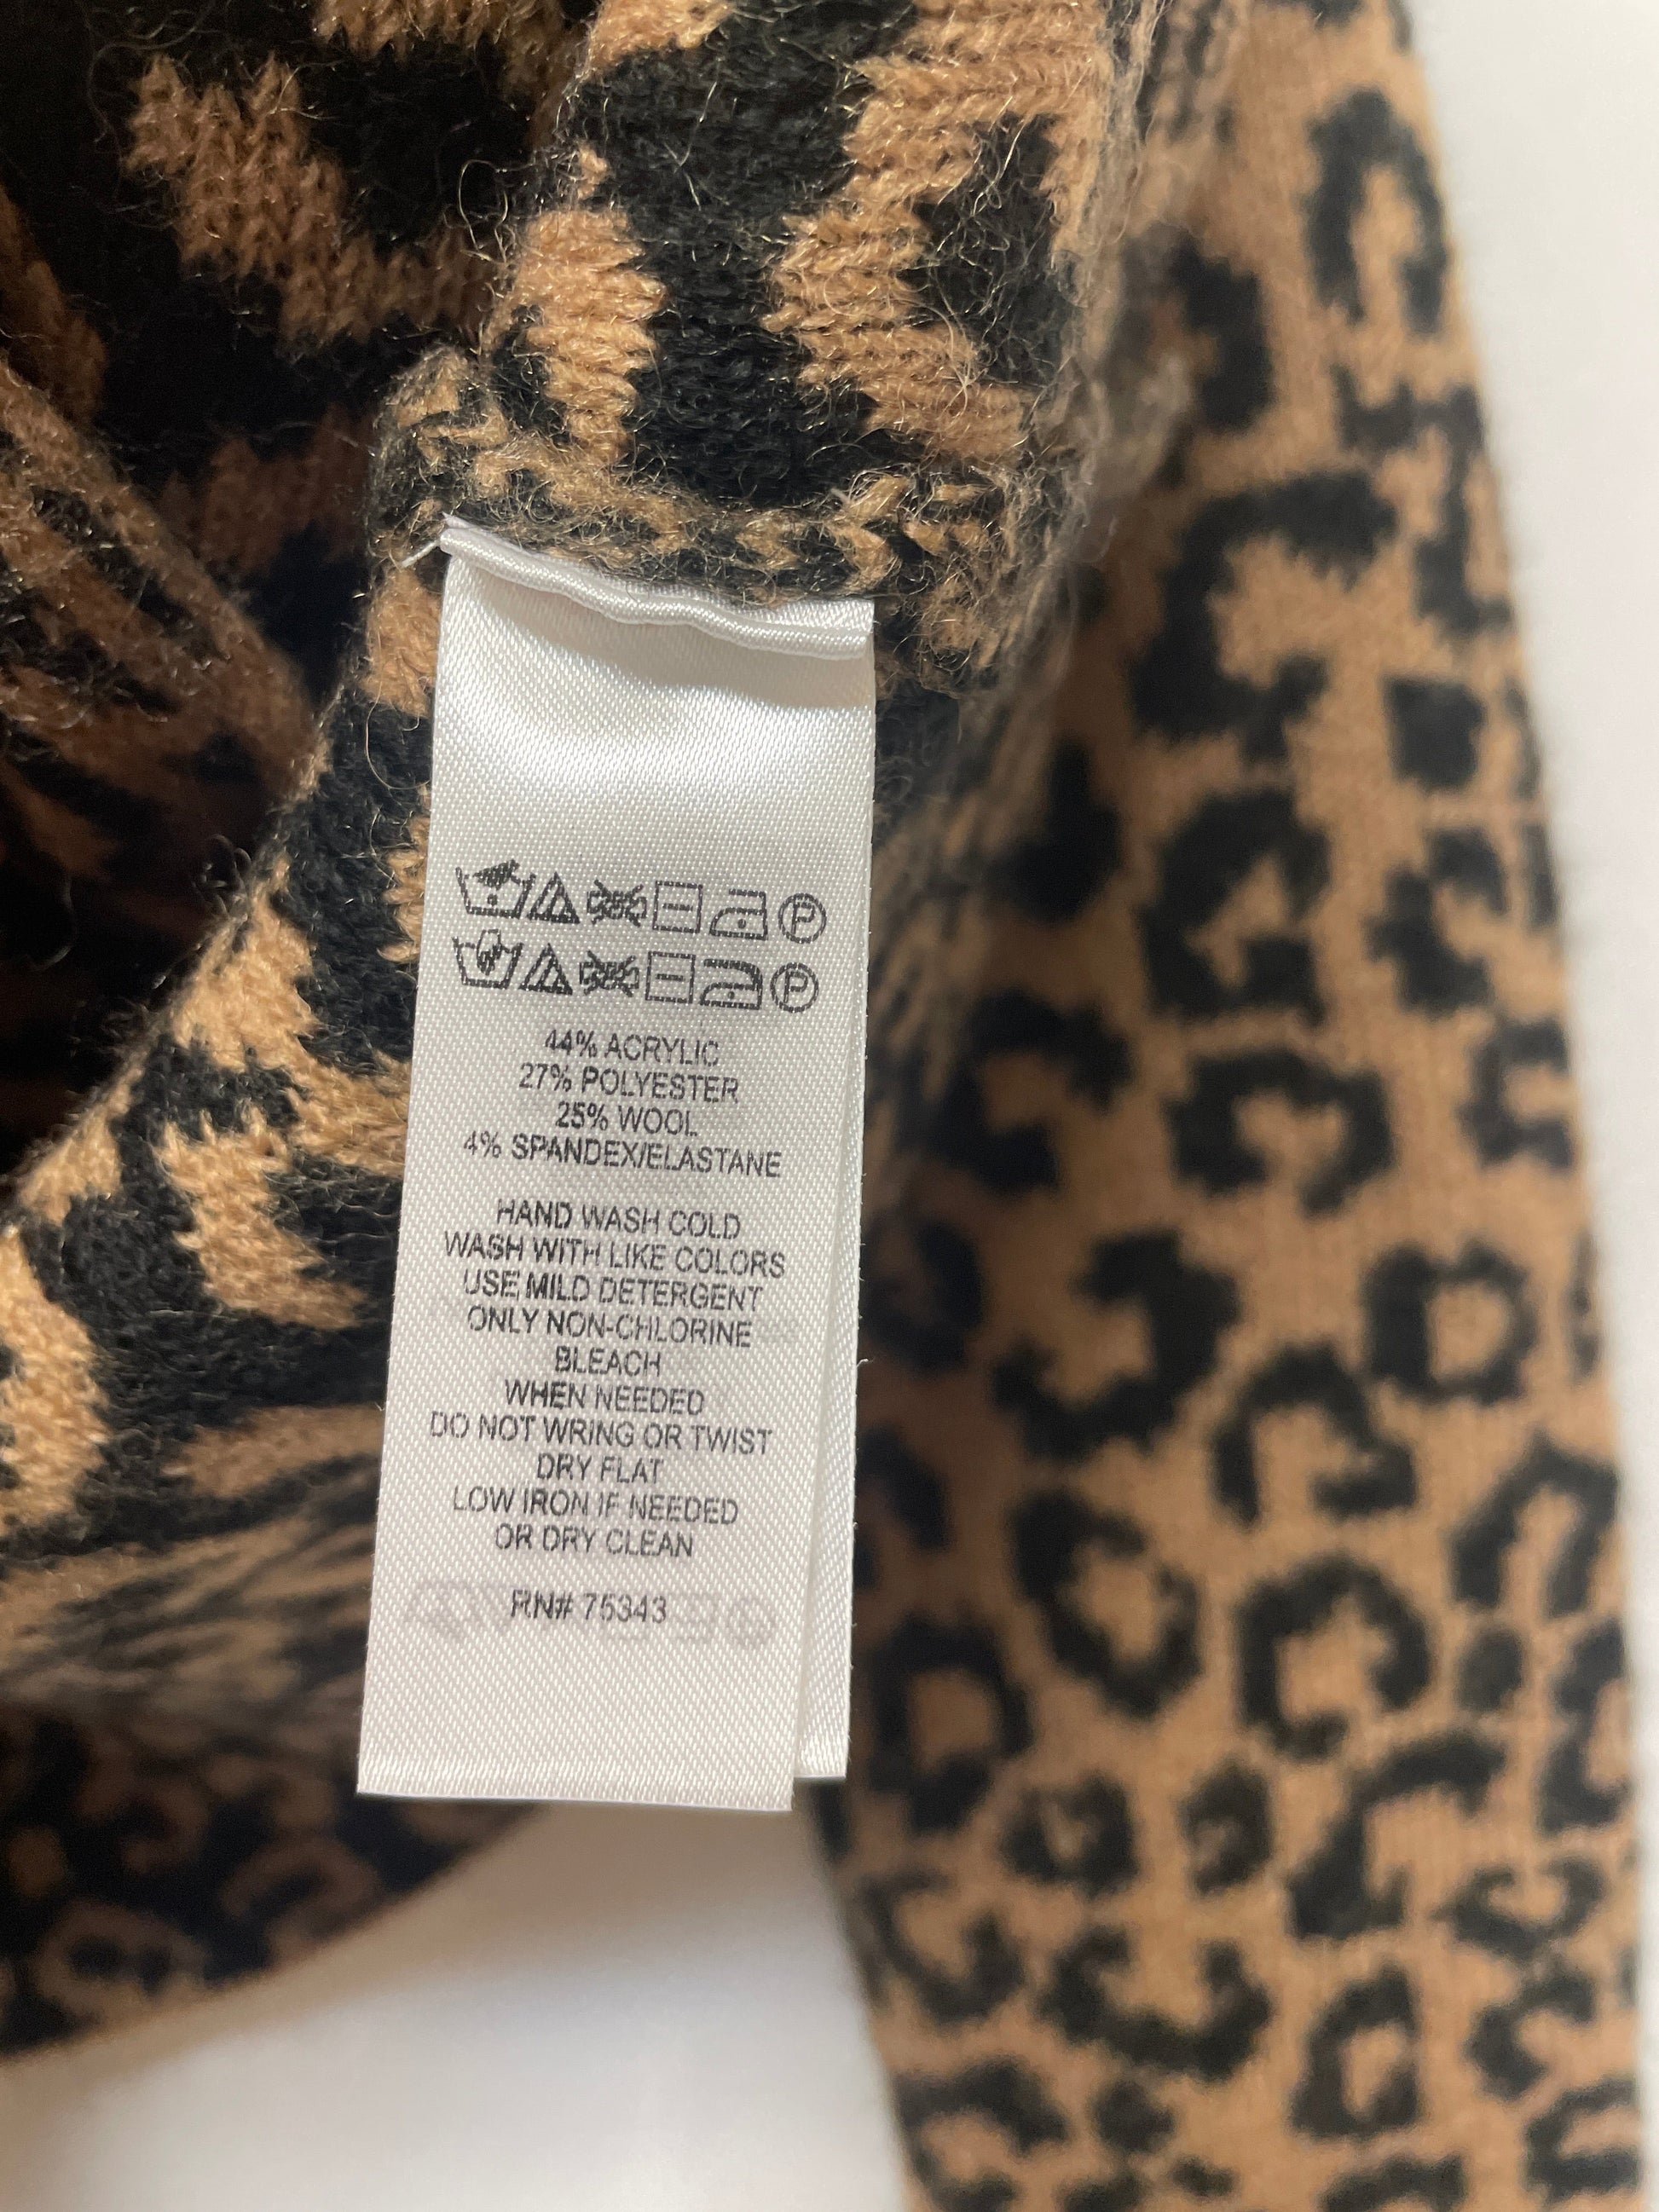 44% ACRYLIC
27% POLYESTER
25% WOOL
4% SPANDEX/ELASTANE
HAND WASH COLD
WASH WITH LIKE COLORS
USE MILD DETERGENT
ONLY NON-CHLORINE
BLEACH
WHEN NEEDED
DO NOT WRING OR TWIST
DRY FLAT
LOW IRON IF NEEDED
OR DRY CLEAN
RN# 75343